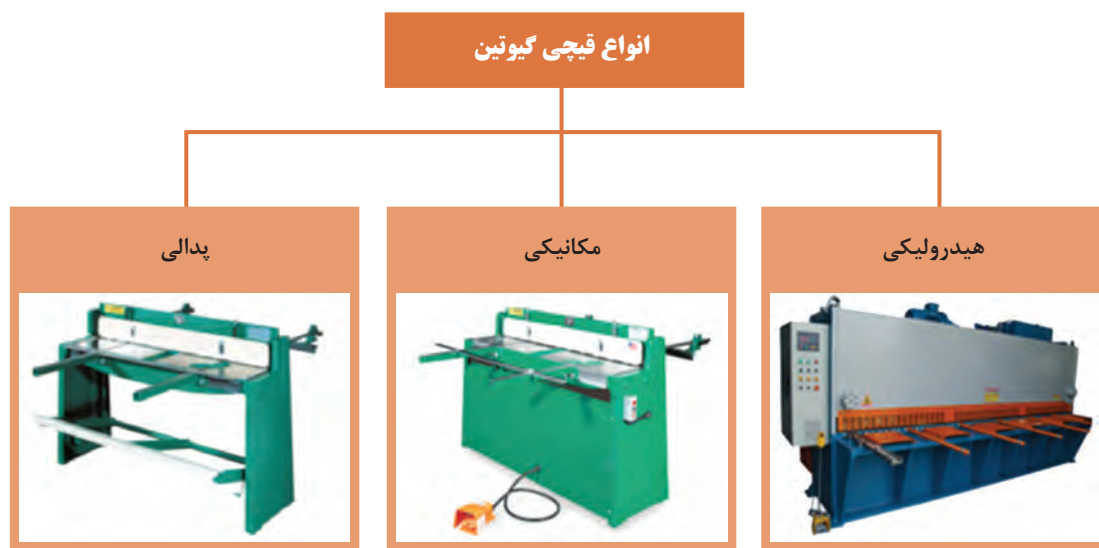 انواع قیچی گیوتین
هیدرولیکی
مکانیکی
پدالی